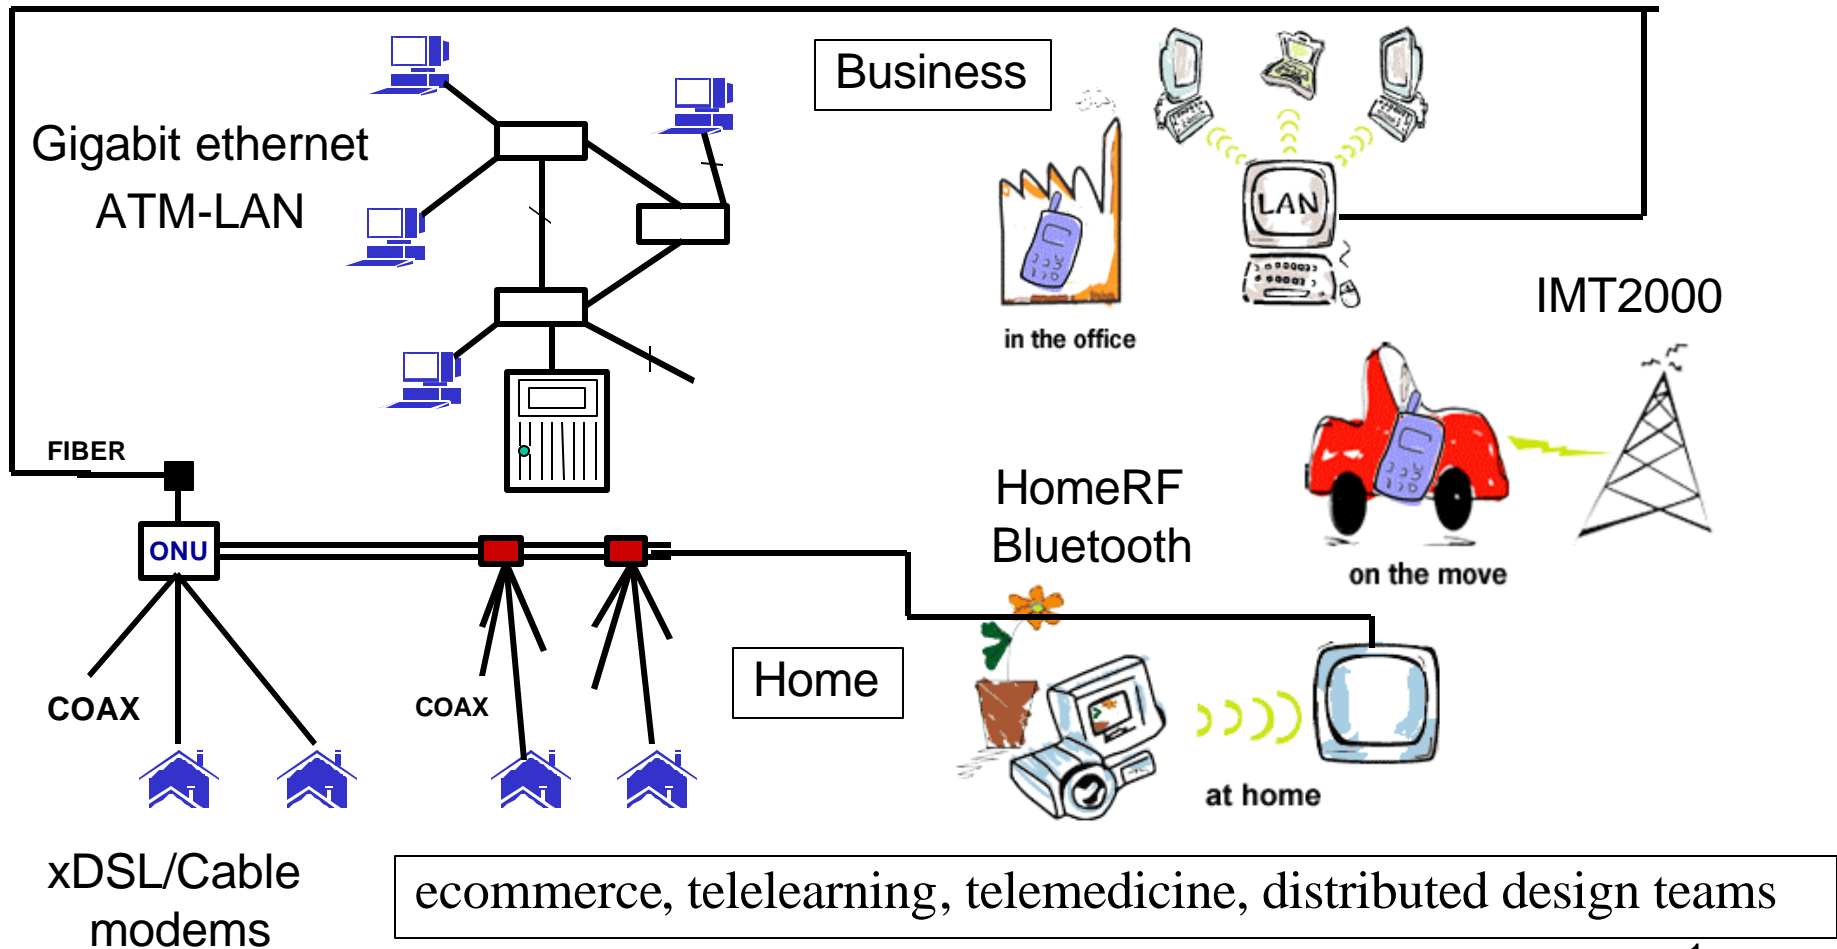 Business
Gigabit ethernet
ATM-LAN
LAN
IMT2000
in the office
FIBER
HomeRF
Bluetooth
ONU
on the move
Home
COAX
COAX
at home
xDSL/Cable
modems
ecommerce, telelearning, telemedicine, distributed design teams